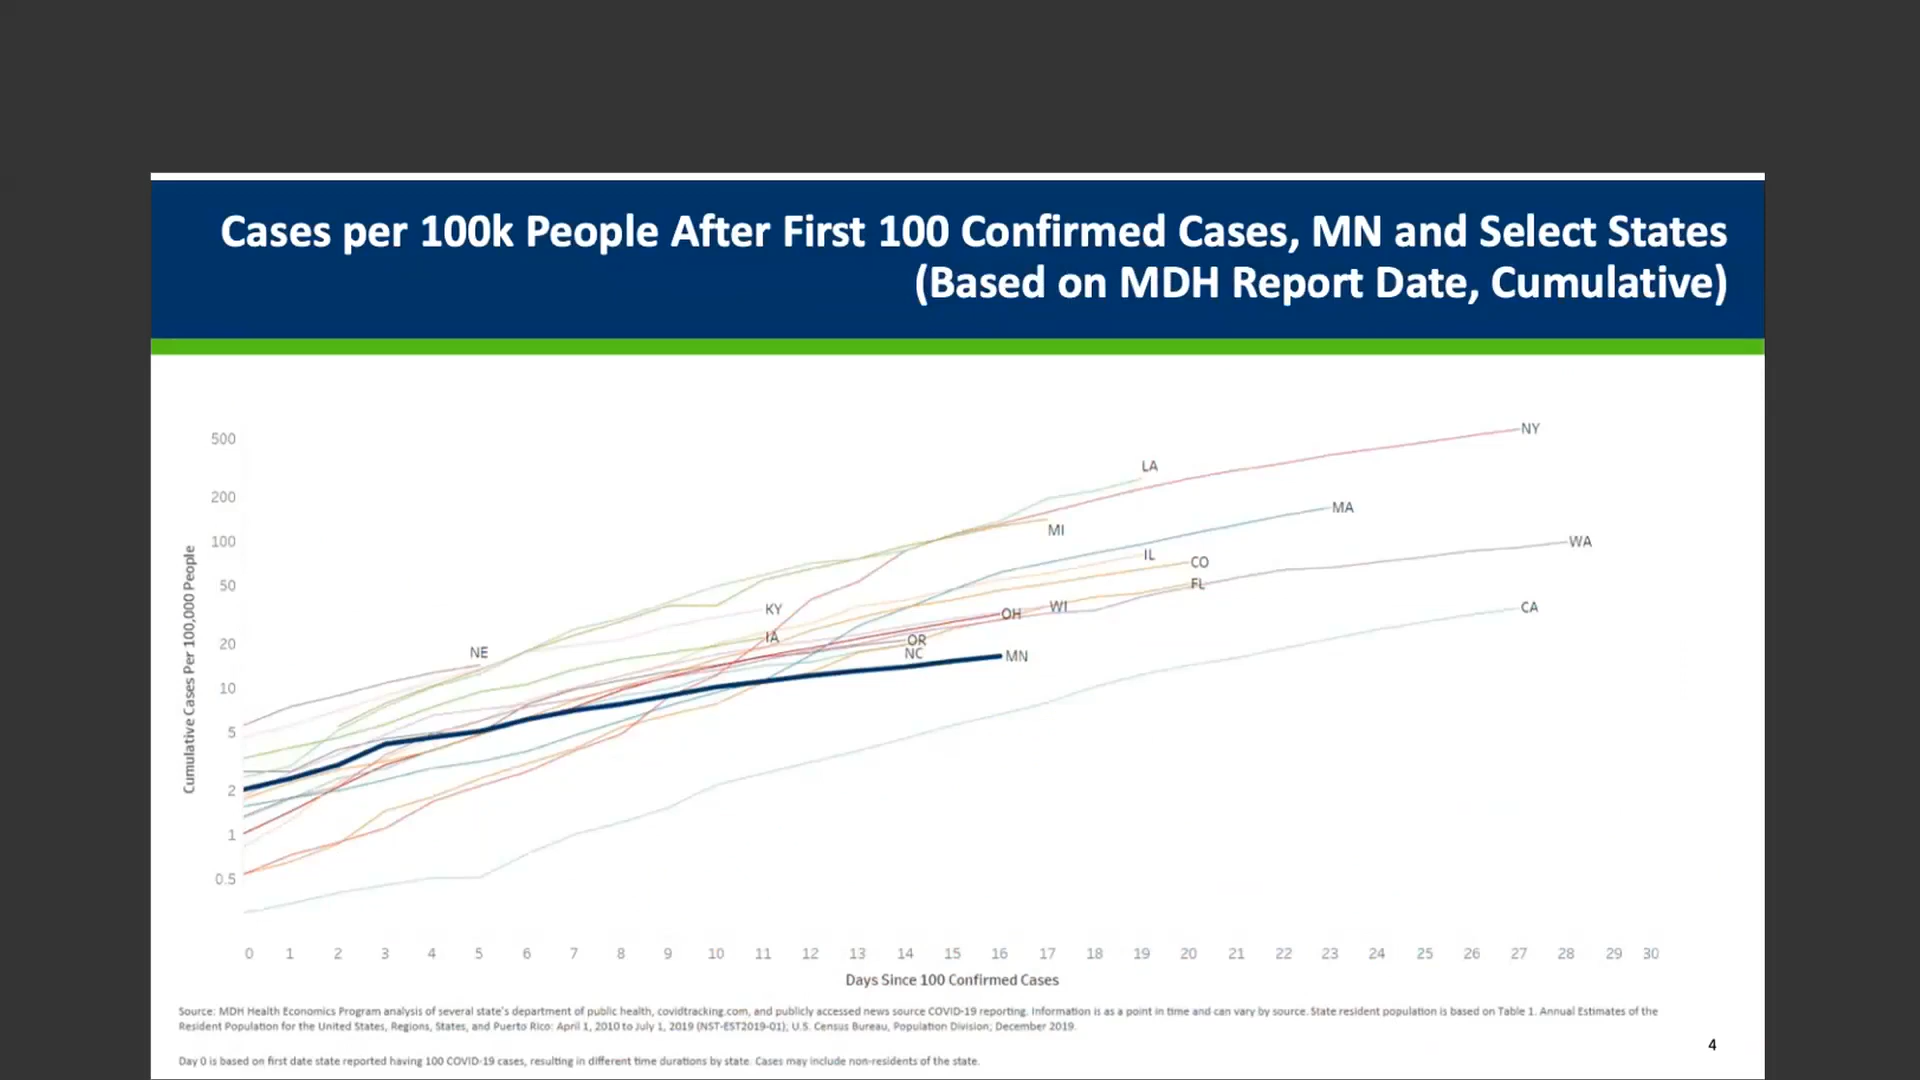 Cases per 100k People After First 100 Confirmed Cases, MN and Select States
(Based on MDH Report Date, Cumulative)
Cumulative Cases Per 100,000 People
500
200
100
50
20
10
5
2
1
0.5
NY
LA
MA
MI
WA
IL
CO
FL
KY
WI
CA
OH
IA
OR
NE
NC
MN
0 1 2 3 4 5 6 7 8 9 10 11 12 13 14 15 16 17 18 19 20 21 22 23 24 25 26 27 28 29 30
Days Since 100 Confirmed Cases
Source: MDH Health Economics Program analysis of several state's department of public health, covidtracking.com, and publicly accessed news source COVID-19 reporting. Information is as a point in time and can vary by source. State resident population is based on Table 1. Annual Estimates of the
Resident Population for the United States, Regions, States, and Puerto Rico: April 1, 2010 to July 1, 2019 (NST-EST2019-01); U.S. Census Bureau, Population Division; December 2019.
4
Day 0 is based on first date state reported having 100 COVID-19 cases, resulting in different time durations by state. Cases may include non-residents of the state.